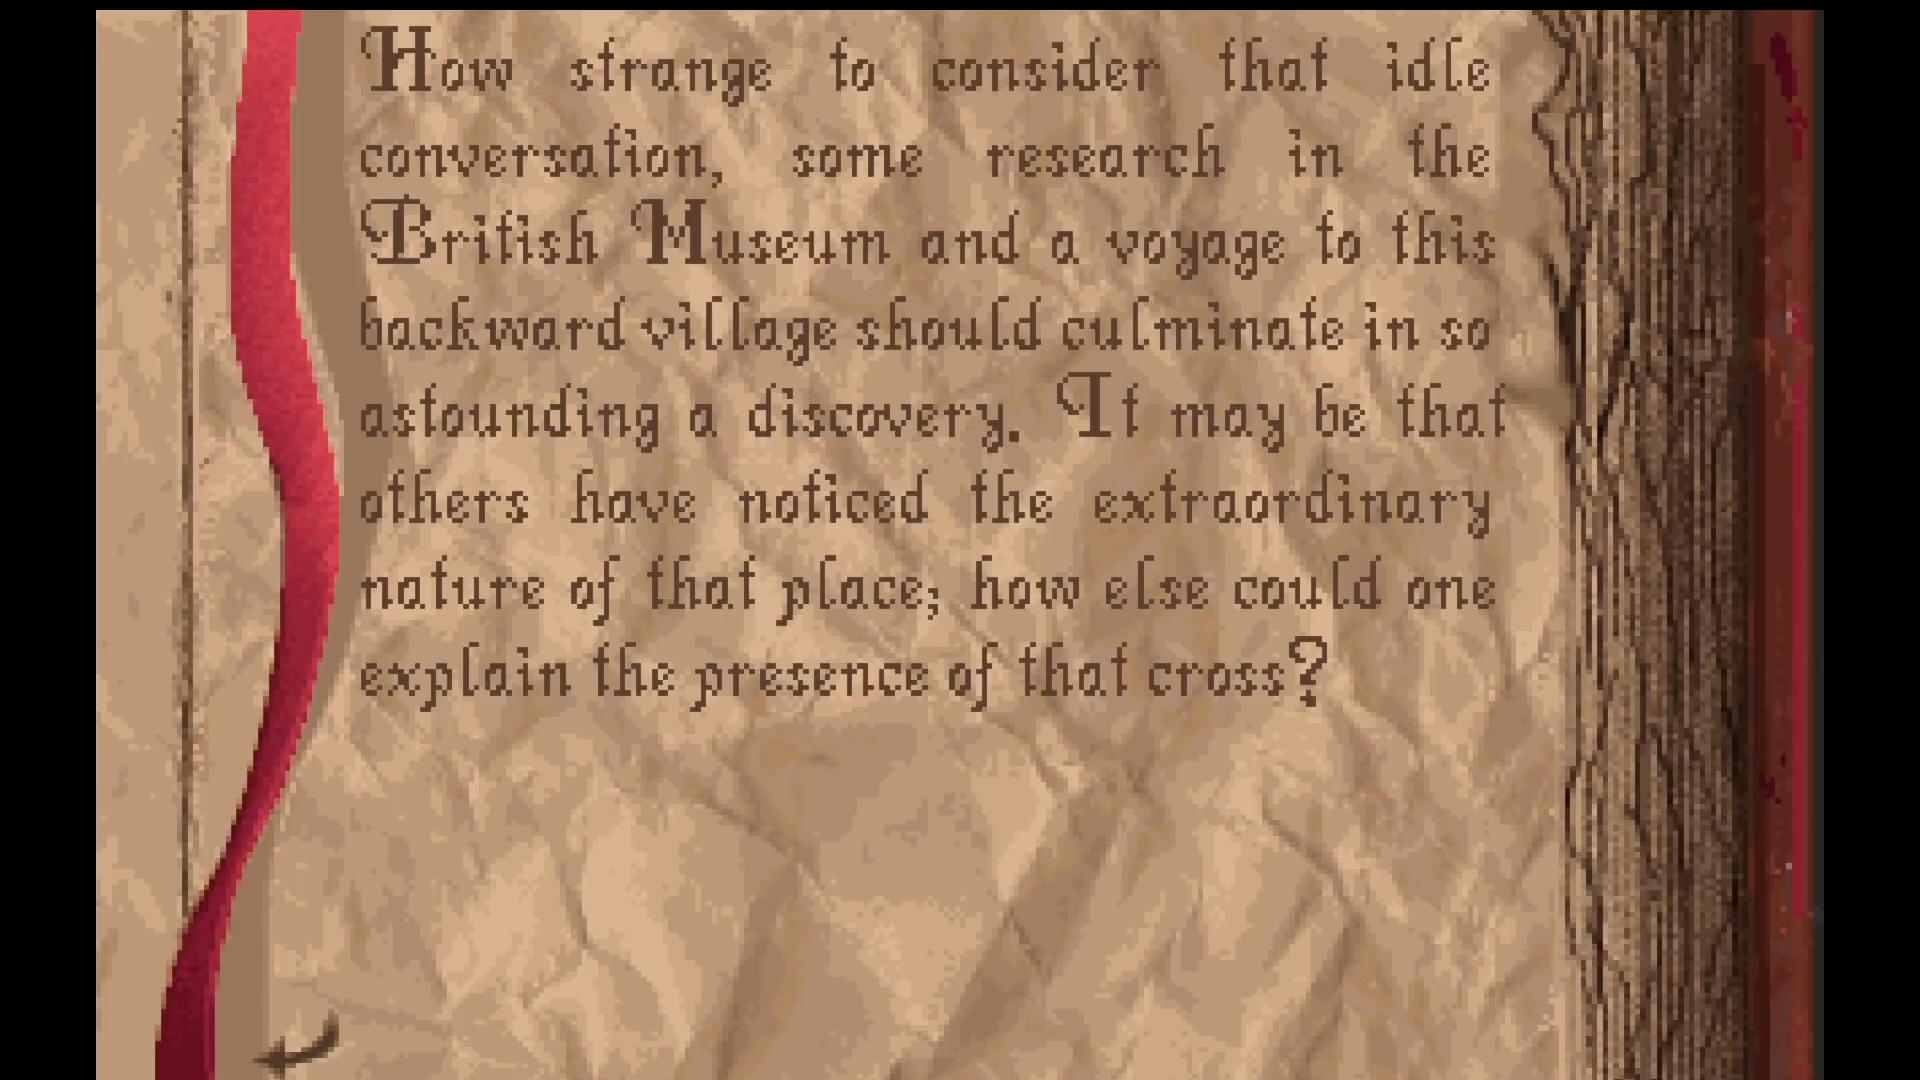 How strange to consider that idle
conversation, some research in the
British Museum and a voyage to this
backward village should culminate in so
astounding a discovery. It may be that
others have noticed the extraordinary
nature of that place; how else could one
explain the presence of that cross?